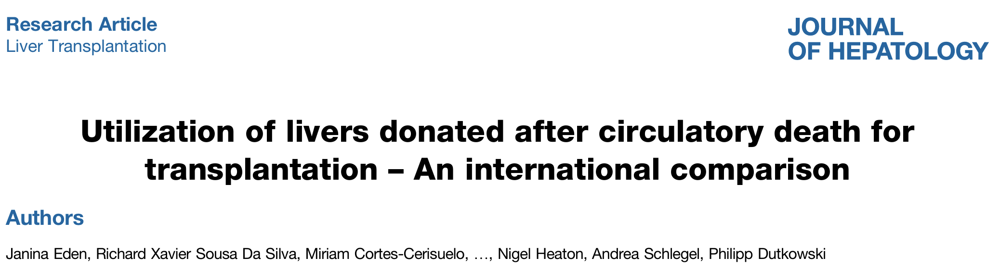 Research Article
Liver Transplantation
JOURNAL
OF HEPATOLOGY
Utilization of livers donated after circulatory death for
transplantation – An international comparison
Authors
Janina Eden, Richard Xavier Sousa Da Silva, Miriam Cortes-Cerisuelo, …, Nigel Heaton, Andrea Schlegel, Philipp Dutkowski